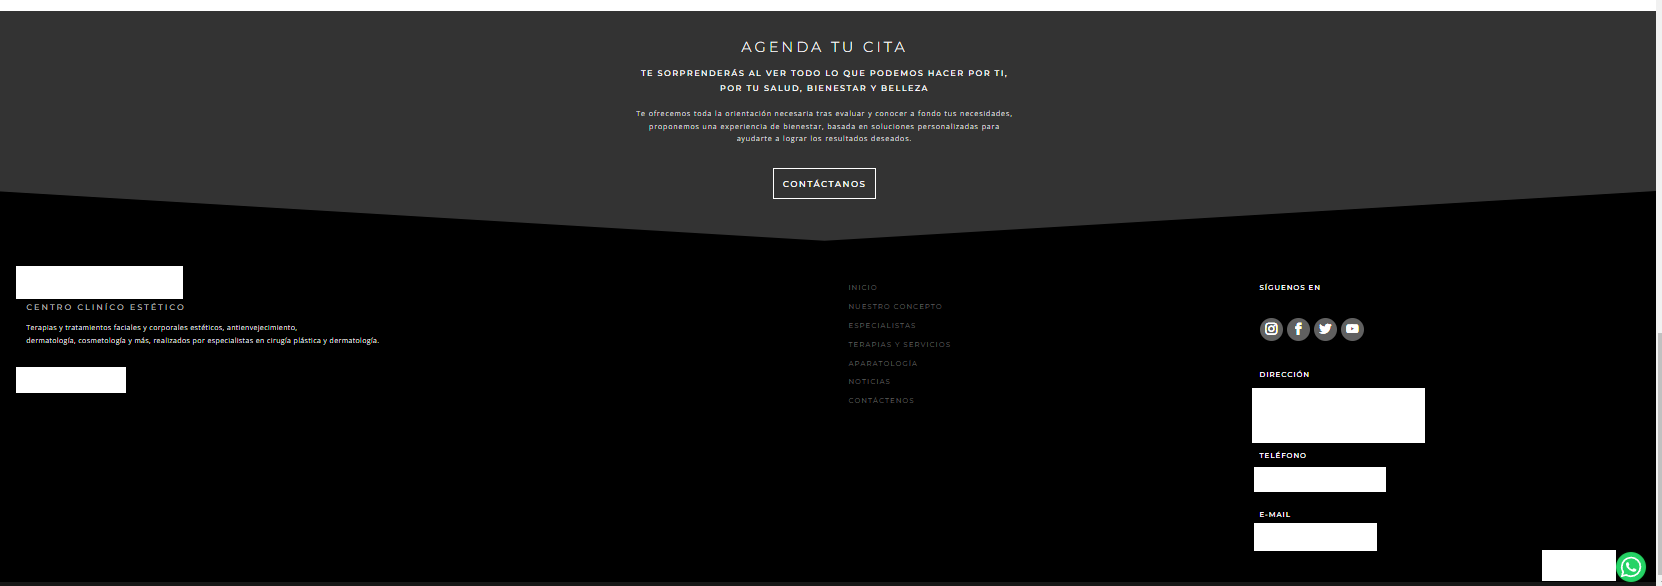 AGENDA TU CITA
TE SORPRENDERÁS AL VER TODO LO QUE PODEMOS HACER POR TI,
POR TU SALUD, BIENESTAR Y BELLEZA
Te ofrecemos toda la orientación necesaria tras evaluar y conocer a fondo tus necesidades,
proponemos una experiencia de bienestar, basada en soluciones personalizadas para
ayudarte a lograr los resultados deseados.
CONTÁCTANOS
CENTRO CLINÍCO ESTÉTICO
Terapias y tratamientos faciales y corporales estéticos, antienvejecimiento,
dermatología, cosmetología y más, realizados por especialistas en cirugía plástica y dermatología.
INICIO
NUESTRO CONCEPTO
ESPECIALISTAS
TERAPIAS Y SERVICIOS
APARATOLOGÍA
NOTICIAS
CONTÁCTENOS
SÍGUENOS EN
DIRECCIÓN
TELÉFONO
E-MAIL